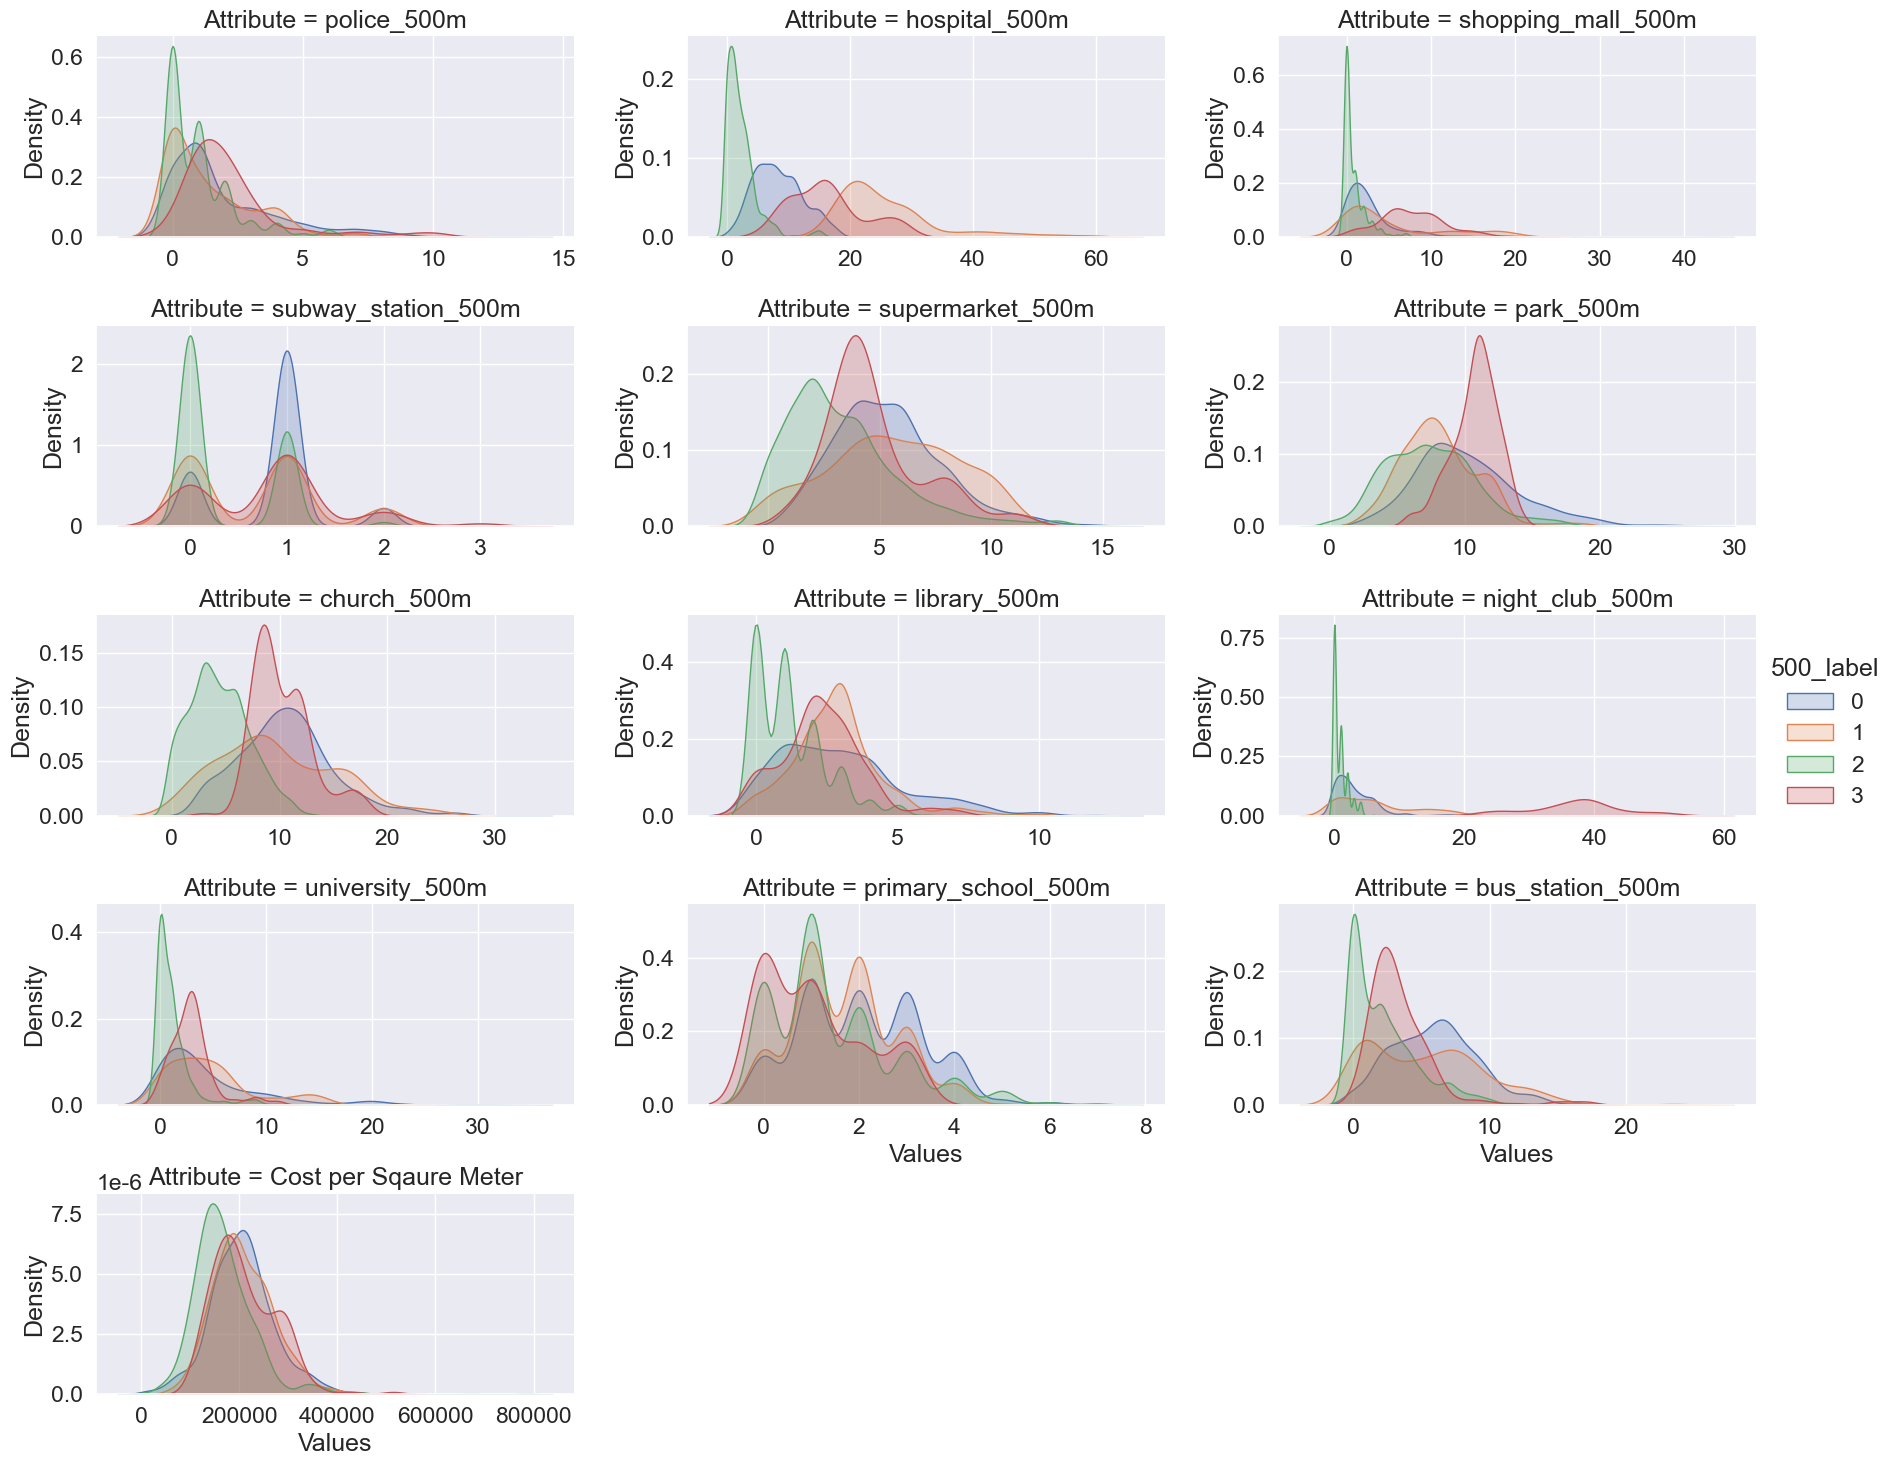 Attribute = police_500m
Density
0.6
0.4
0.2
0.0
0 5 10 15
Attribute = hospital_500m
Density
0.2
0.1
0.0
0 20 40 60
Attribute = shopping_mall_500m
Density
0.6
0.4
0.2
0.0
0 10 20 30 40
Attribute = subway_station_500m
Density
2
1
0
0 1 2 3
Attribute = supermarket_500m
Density
0.2
0.1
0.0
0 5 10 15
Attribute = park_500m
Density
0.2
0.1
0.0
0 10 20 30
Attribute = church_500m
Density
0.15
0.10
0.05
0.00
0 10 20 30
Attribute = library_500m
Density
0.4
0.2
0.0
0 5 10
Attribute = night_club_500m
Density
0.75
0.50
0.25
0.00
0 20 40 60
500_label
0
1
2
3
Attribute = university_500m
Density
0.4
0.2
0.0
0 10 20 30
Attribute = primary_school_500m
Density
0.4
0.2
0.0
0 2 4 6 8
Values
Attribute = bus_station_500m
Density
0.2
0.1
0.0
0 10 20
Values
Attribute = Cost per Sqaure Meter
1e-6
Density
7.5
5.0
2.5
0.0
0 200000 400000 600000 800000
Values